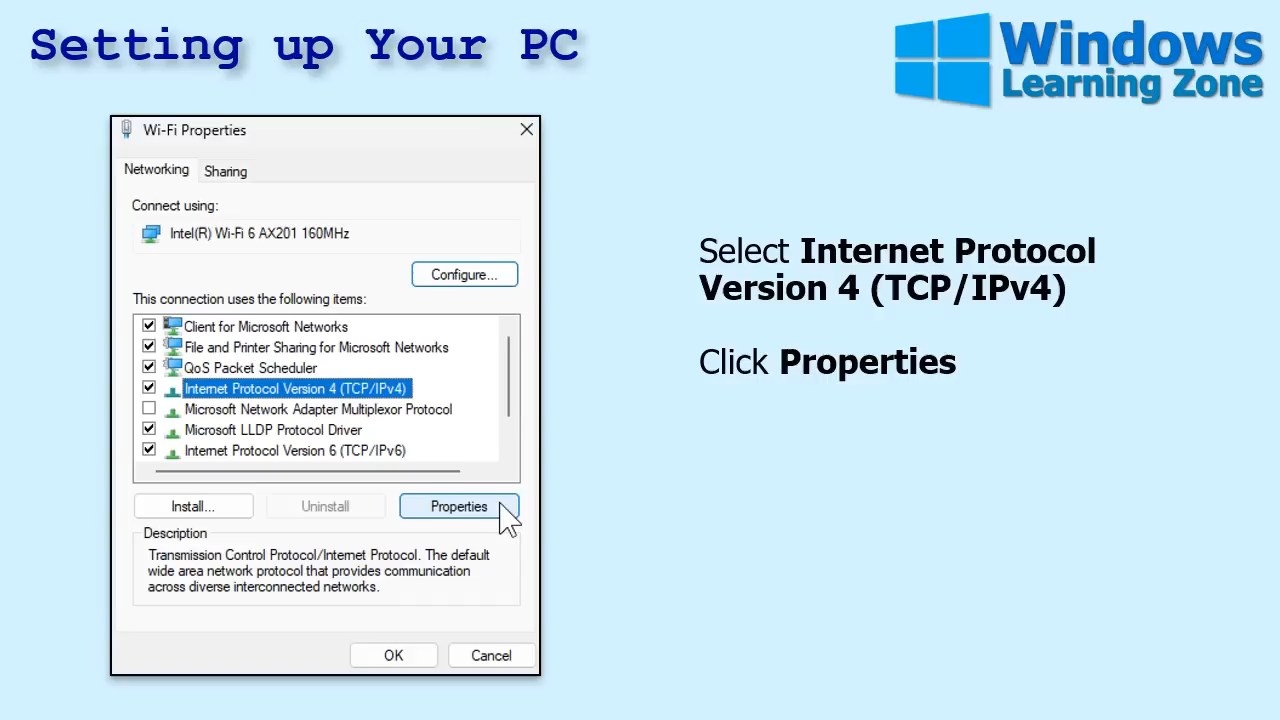 Setting up Your PC
Windows
Learning Zone
Wi-Fi Properties
Networking
Sharing
Connect using:
Intel(R) Wi-Fi 6 AX201 160MHz
Configure...
This connection uses the following items:
Client for Microsoft Networks
File and Printer Sharing for Microsoft Networks
QoS Packet Scheduler
Internet Protocol Version 4 (TCP/IPv4)
Microsoft Network Adapter Multiplexor Protocol
Microsoft LLDP Protocol Driver
Internet Protocol Version 6 (TCP/IPv6)
Install...
Uninstall
Properties
Description
Transmission Control Protocol/Internet Protocol. The default
wide area network protocol that provides communication
across diverse interconnected networks.
OK
Cancel
Select Internet Protocol
Version 4 (TCP/IPv4)
Click Properties